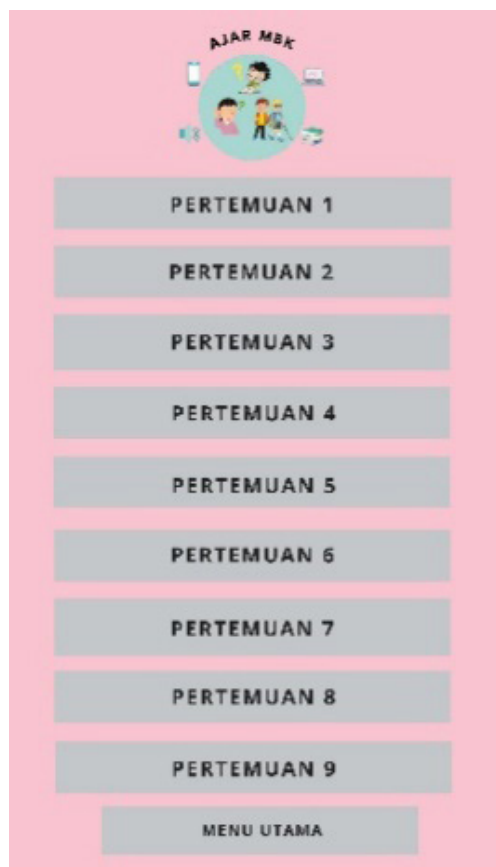 AJAR MBK
PERTEMUAN 1
PERTEMUAN 2
PERTEMUAN 3
PERTEMUAN 4
PERTEMUAN 5
PERTEMUAN 6
PERTEMUAN 7
PERTEMUAN 8
PERTEMUAN 9
MENU UTAMA